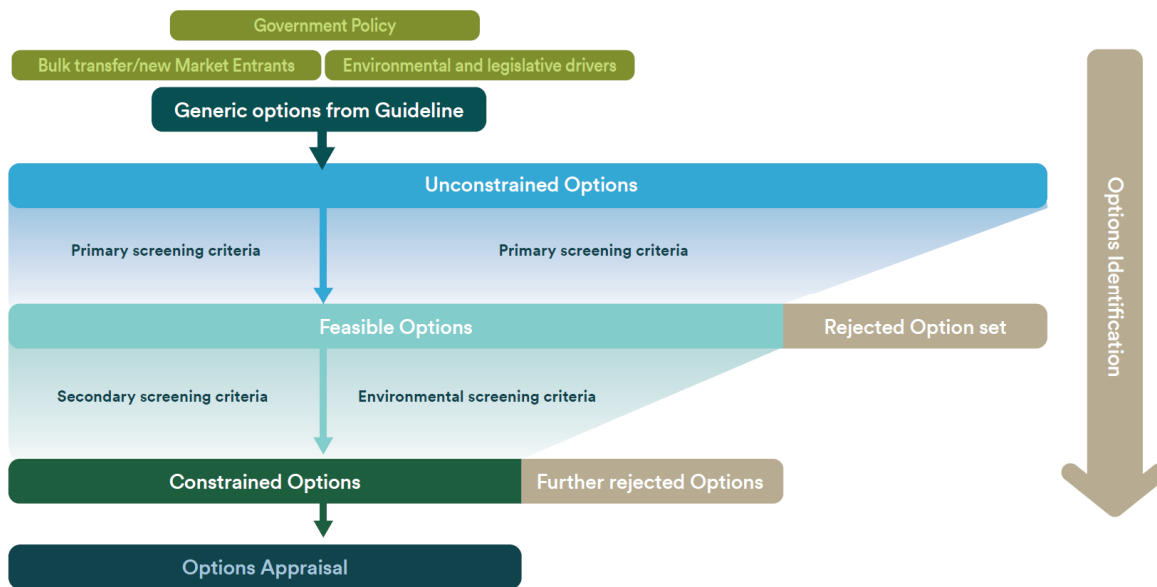 Government Policy
Bulk transfer/new Market Entrants
Environmental and legislative drivers
Generic options from Guideline
Unconstrained Options
Primary screening criteria
Primary screening criteria
Feasible Options
Rejected Option set
Secondary screening criteria
Environmental screening criteria
Constrained Options
Further rejected Options
Options Appraisal
Options Identification